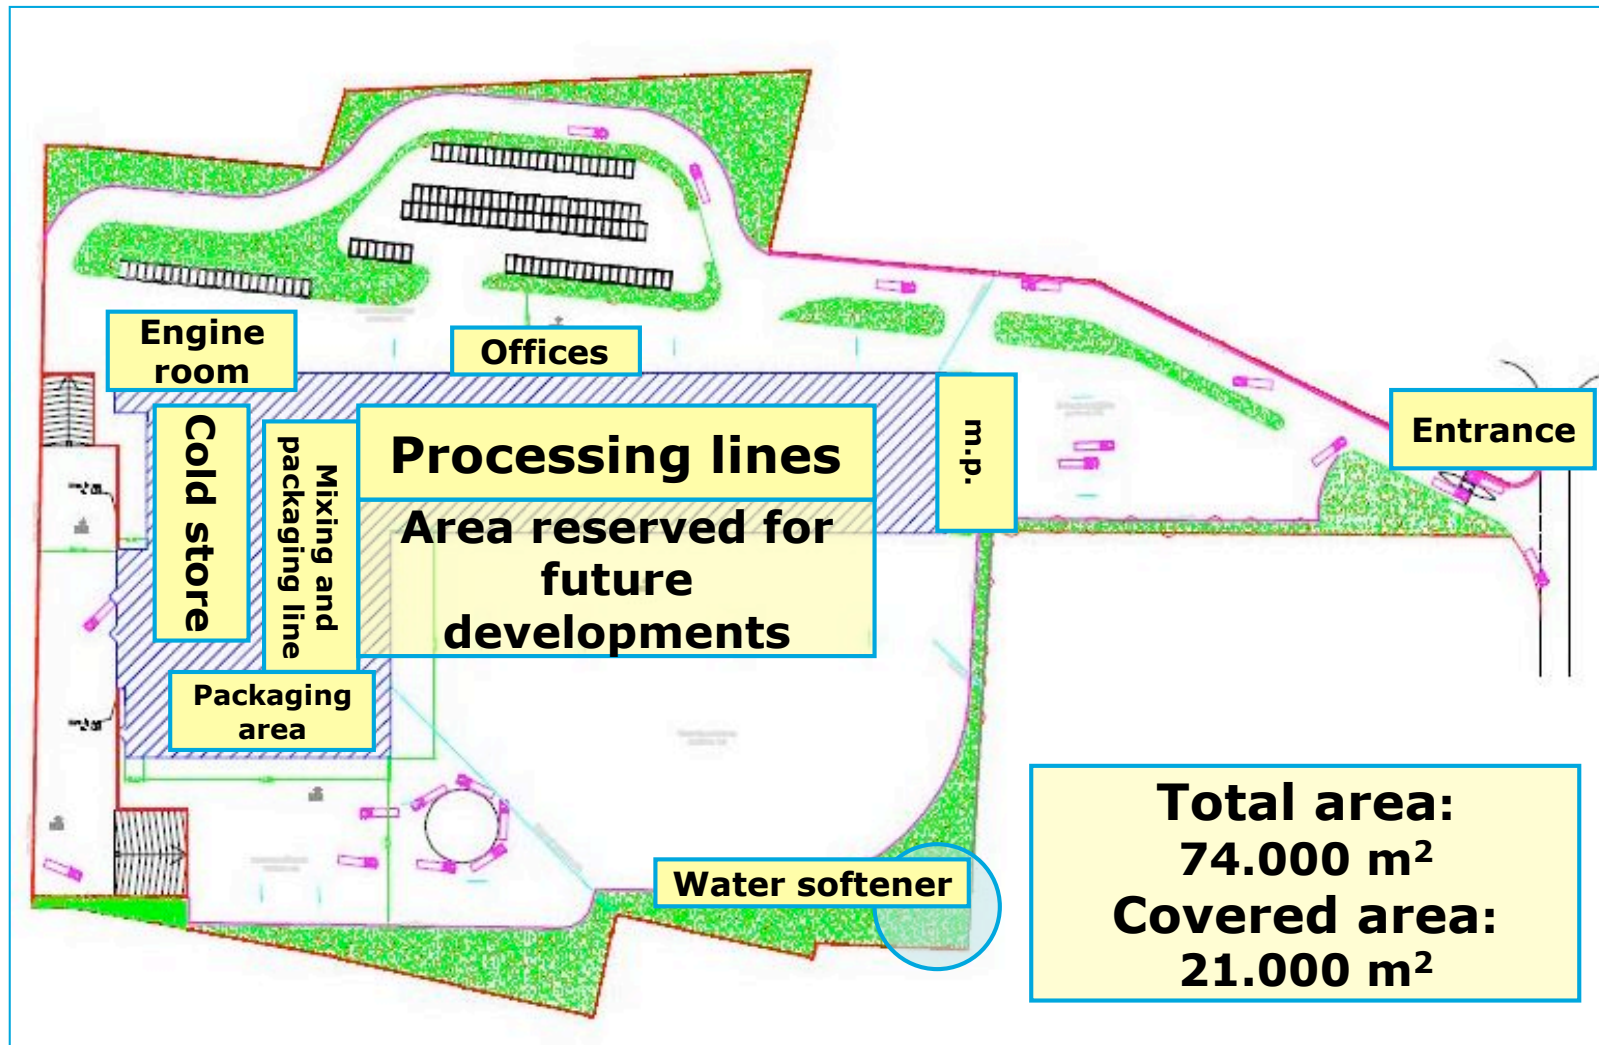 Engine
room
Offices
Entrance
Cold store
Mixing and
packaging line
Processing lines
m.p.
Area reserved for
future
developments
Packaging
area
Water softener
Total area:
74.000 m²
Covered area:
21.000 m²